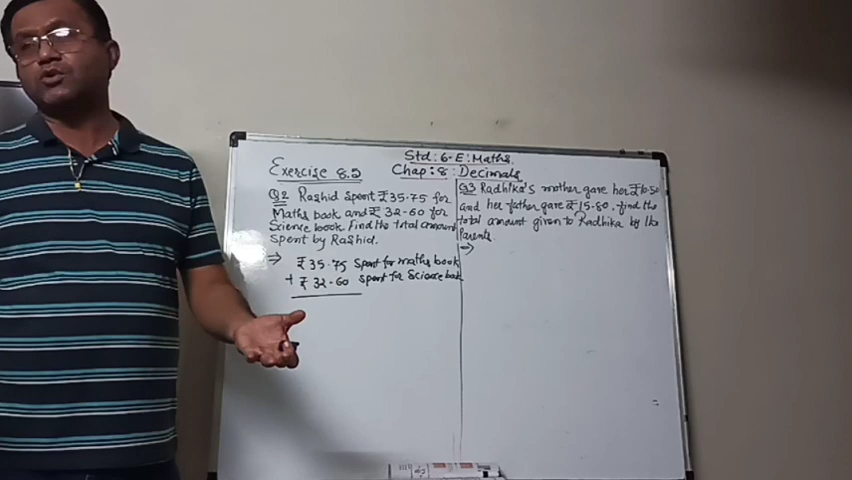 Std: 6-E: Maths.
Exercise 8.5
Chap: 8: Decimals
Q2 Rashid spent ₹35.75 for
Maths book and ₹ 32-60 for
Science book. Find the total amount
spent by Rashid.
⇒ ₹35.75 spent for maths book
+ ₹32-60 spent for Science book
Q3 Radhika's mother gave her ₹10.50
and her father gave ₹15.80. find the
total amount given to Radhika by the
Parents.
⇒